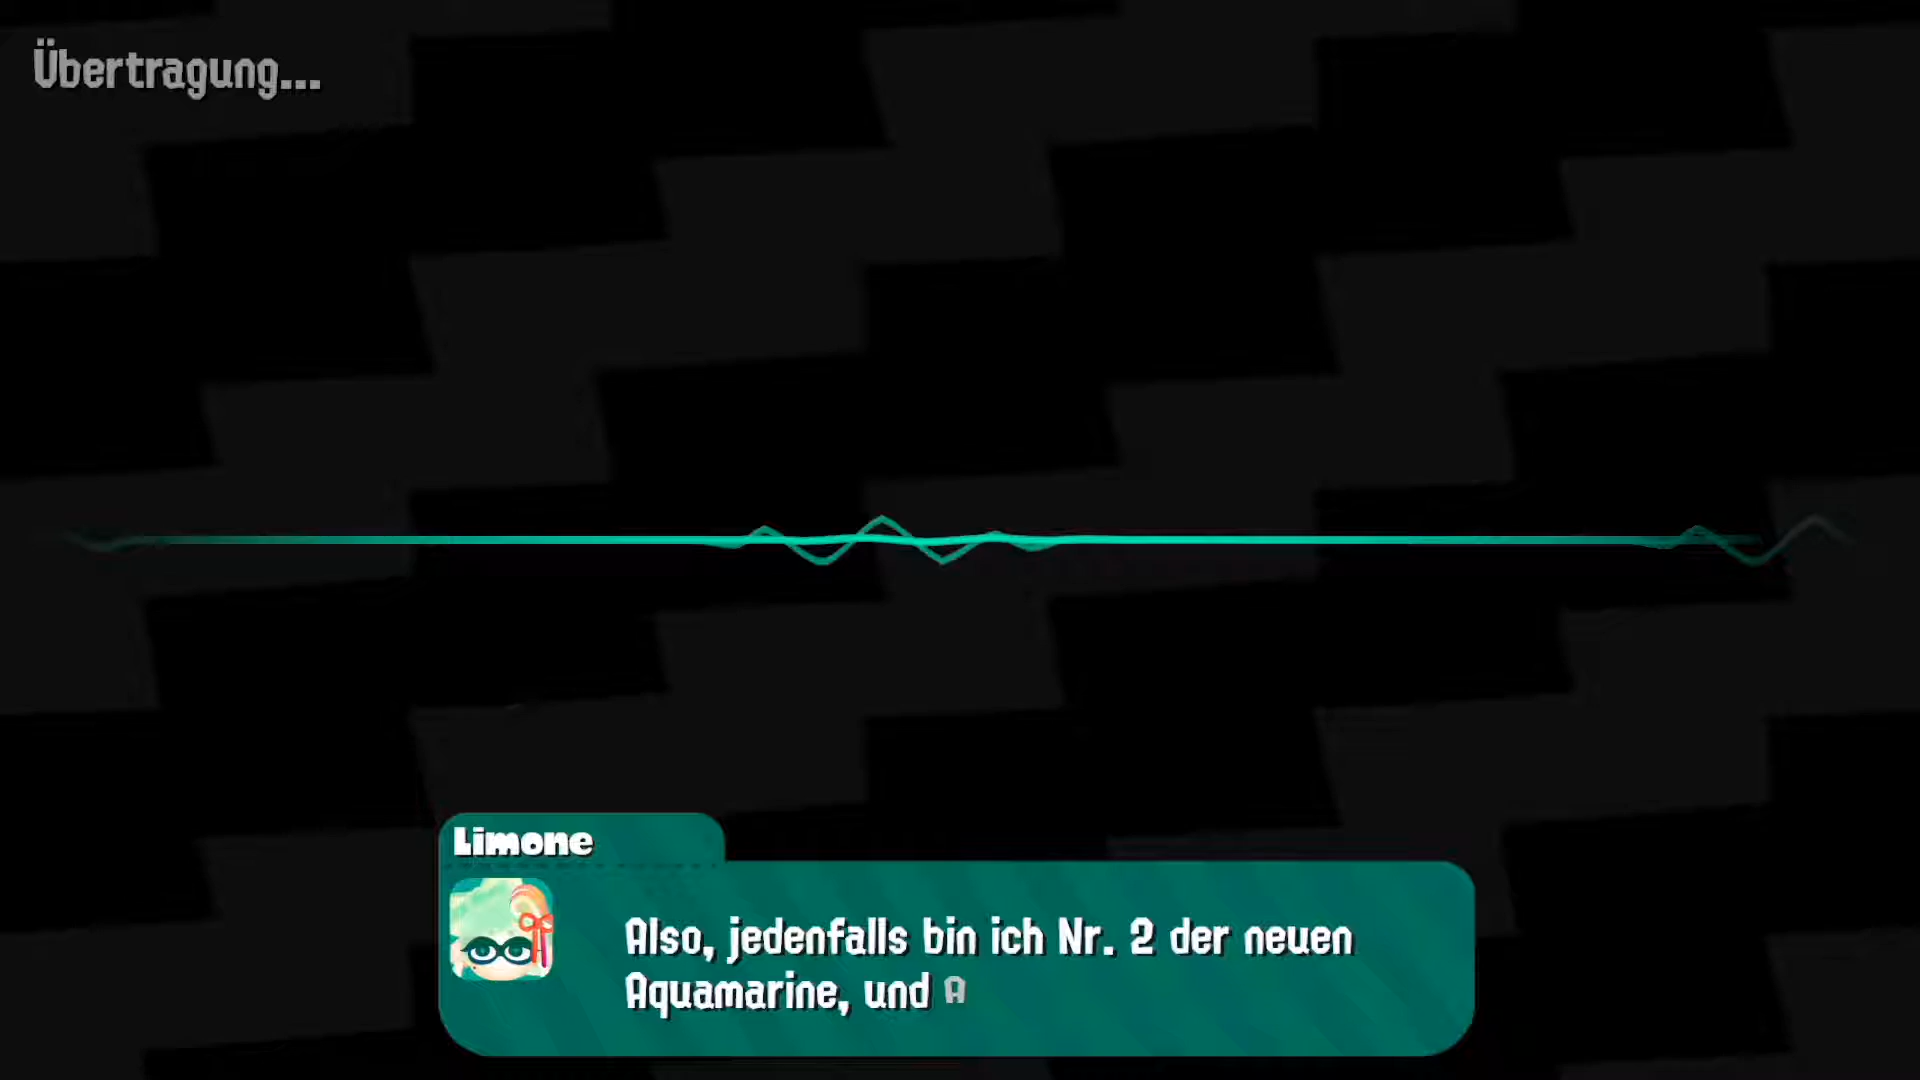 Übertragung...
Limone
Also, jedenfalls bin ich Nr. 2 der neuen
Aquamarine, und A